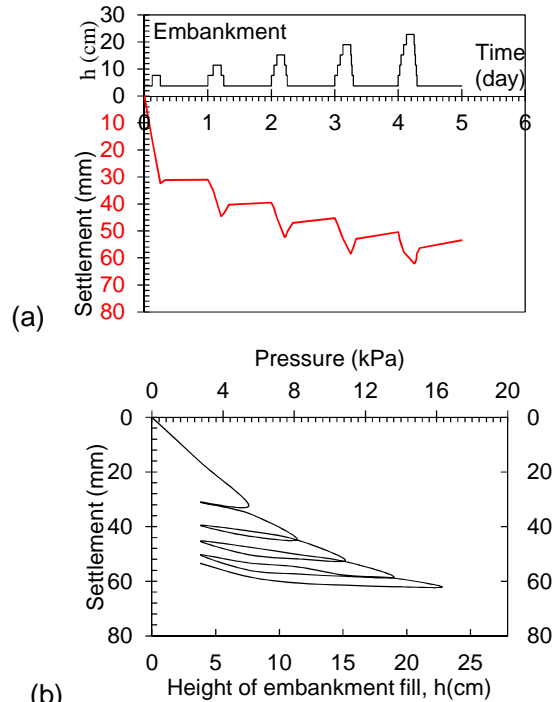 30
Embankment
Time
(day)
20
10
0
h (cm)
0 1 2 3 4 5 6
10
20
30
40
50
60
70
80
Settlement (mm)
(a)
Pressure (kPa)
0 4 8 12 16 20
0 0
20 20
40 40
60 60
80 80
Settlement (mm)
0 5 10 15 20 25
Height of embankment fill, h(cm)
(b)